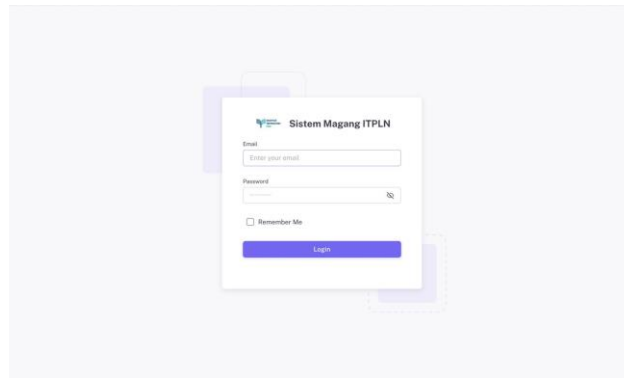 Sistem Magang ITPLN
Email
Enter your email
Password
Remember Me
Login